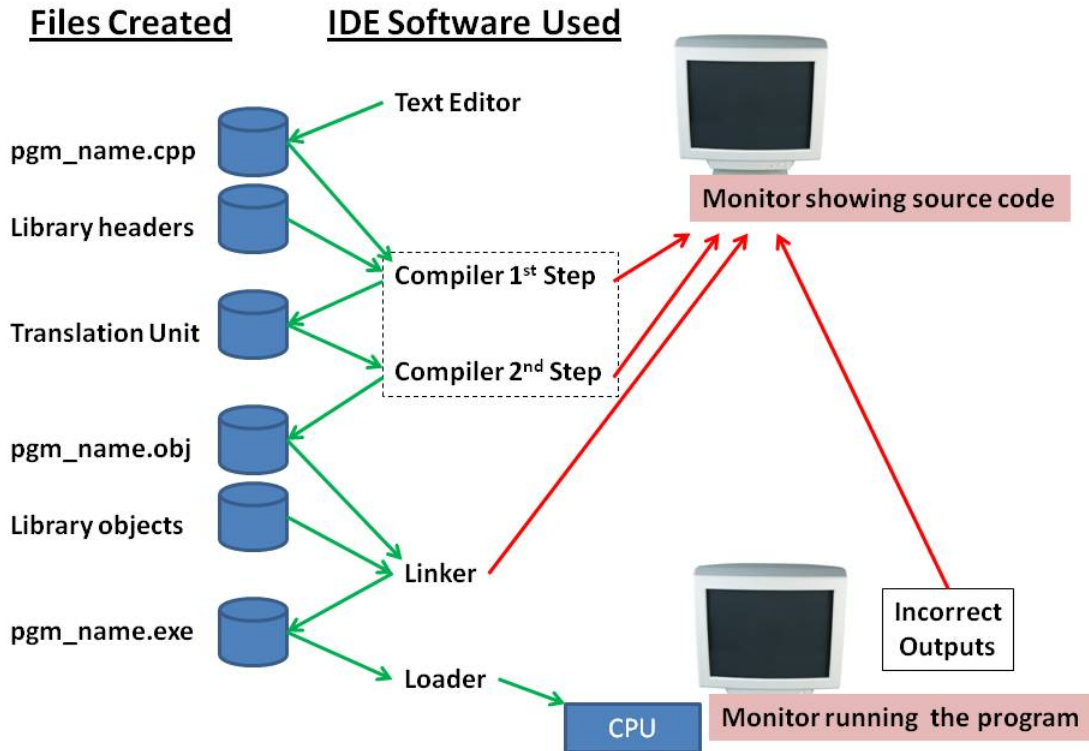 Files Created
IDE Software Used
Text Editor
pgm_name.cpp
Monitor showing source code
Library headers
Compiler 1st Step
Translation Unit
Compiler 2nd Step
pgm_name.obj
Library objects
Linker
pgm_name.exe
Incorrect
Outputs
Loader
CPU
Monitor running the program